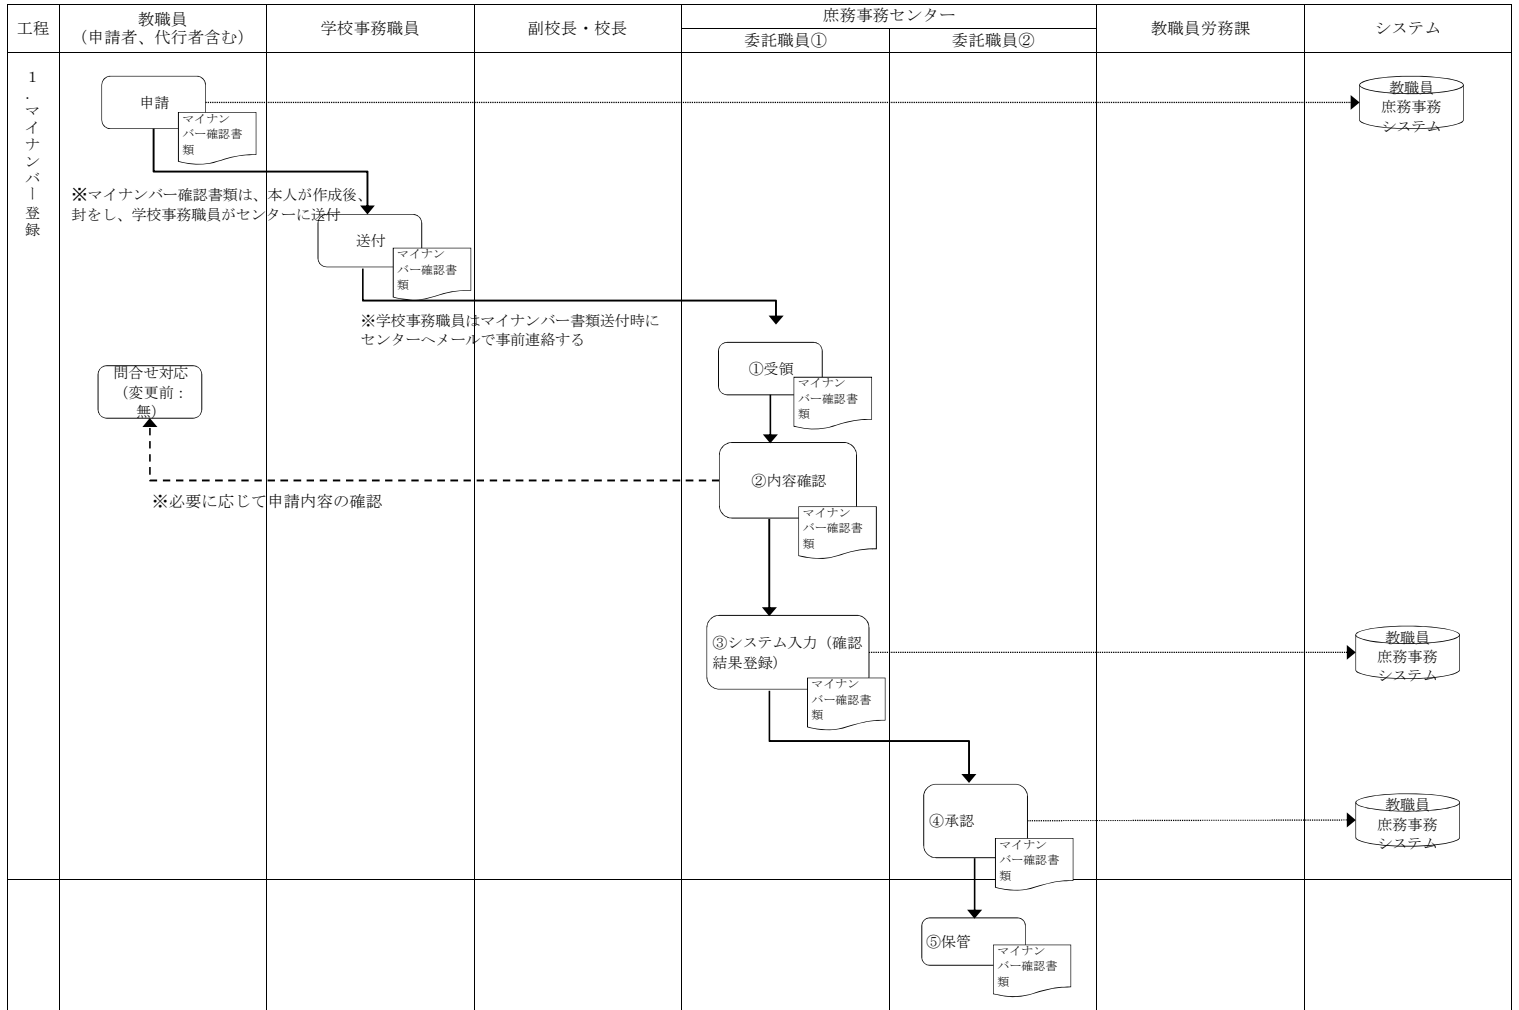 工程
教職員
（申請者、代行者含む）
学校事務職員
副校長・校長
庶務事務センター
委託職員①
委託職員②
教職員労務課
システム
1.マイナンバー登録
申請
マイナン
バー確認書
類
教職員
庶務事務
システム
※マイナンバー確認書類は、本人が作成後、
封をし、学校事務職員がセンターに送付
送付
マイナン
バー確認書
類
※学校事務職員はマイナンバー書類送付時に
センターへメールで事前連絡する
①受領
マイナン
バー確認書
類
問合せ対応
（変更前：
無）
②内容確認
マイナン
バー確認書
類
※必要に応じて申請内容の確認
③システム入力（確認
結果登録）
マイナン
バー確認書
類
教職員
庶務事務
システム
④承認
マイナン
バー確認書
類
教職員
庶務事務
システム
⑤保管
マイナン
バー確認書
類